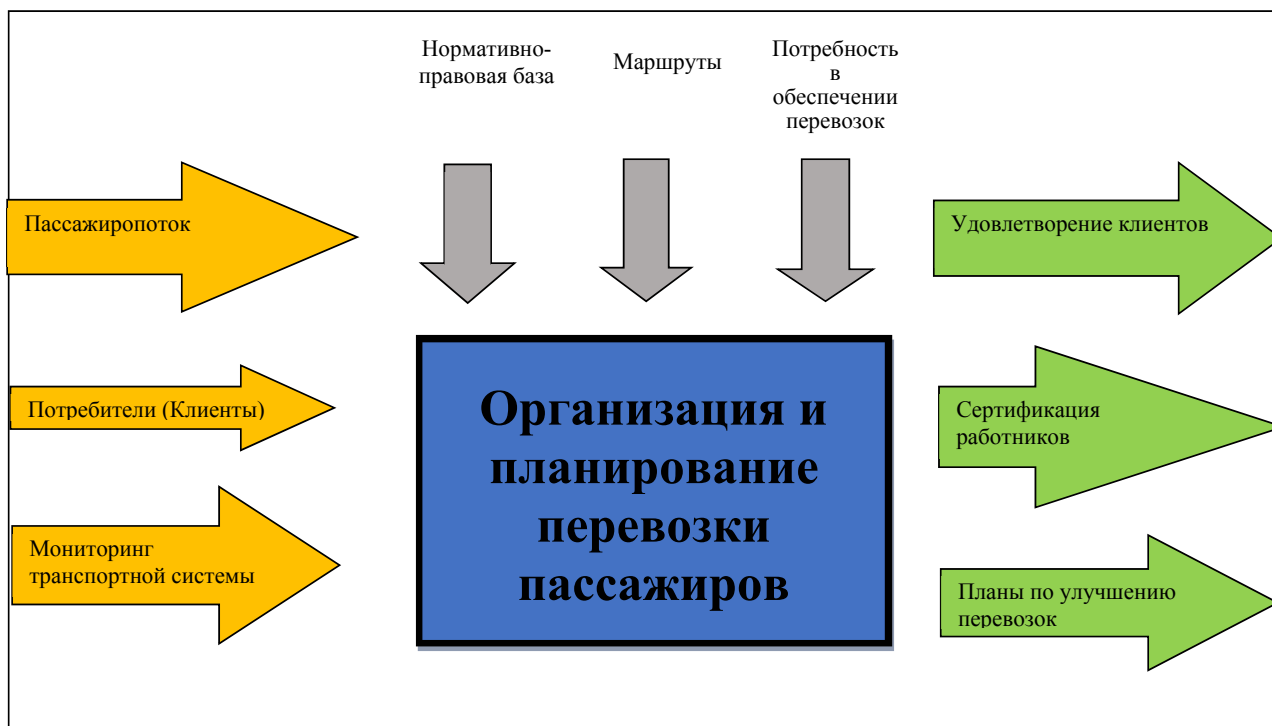 Нормативно-
правовая база
Маршруты
Потребность
в
обеспечении
перевозок
Пассажиропоток
Удовлетворение клиентов
Потребители (Клиенты)
Организация и
планирование
перевозки
пассажиров
Сертификация
работников
Мониторинг
транспортной системы
Планы по улучшению
перевозок